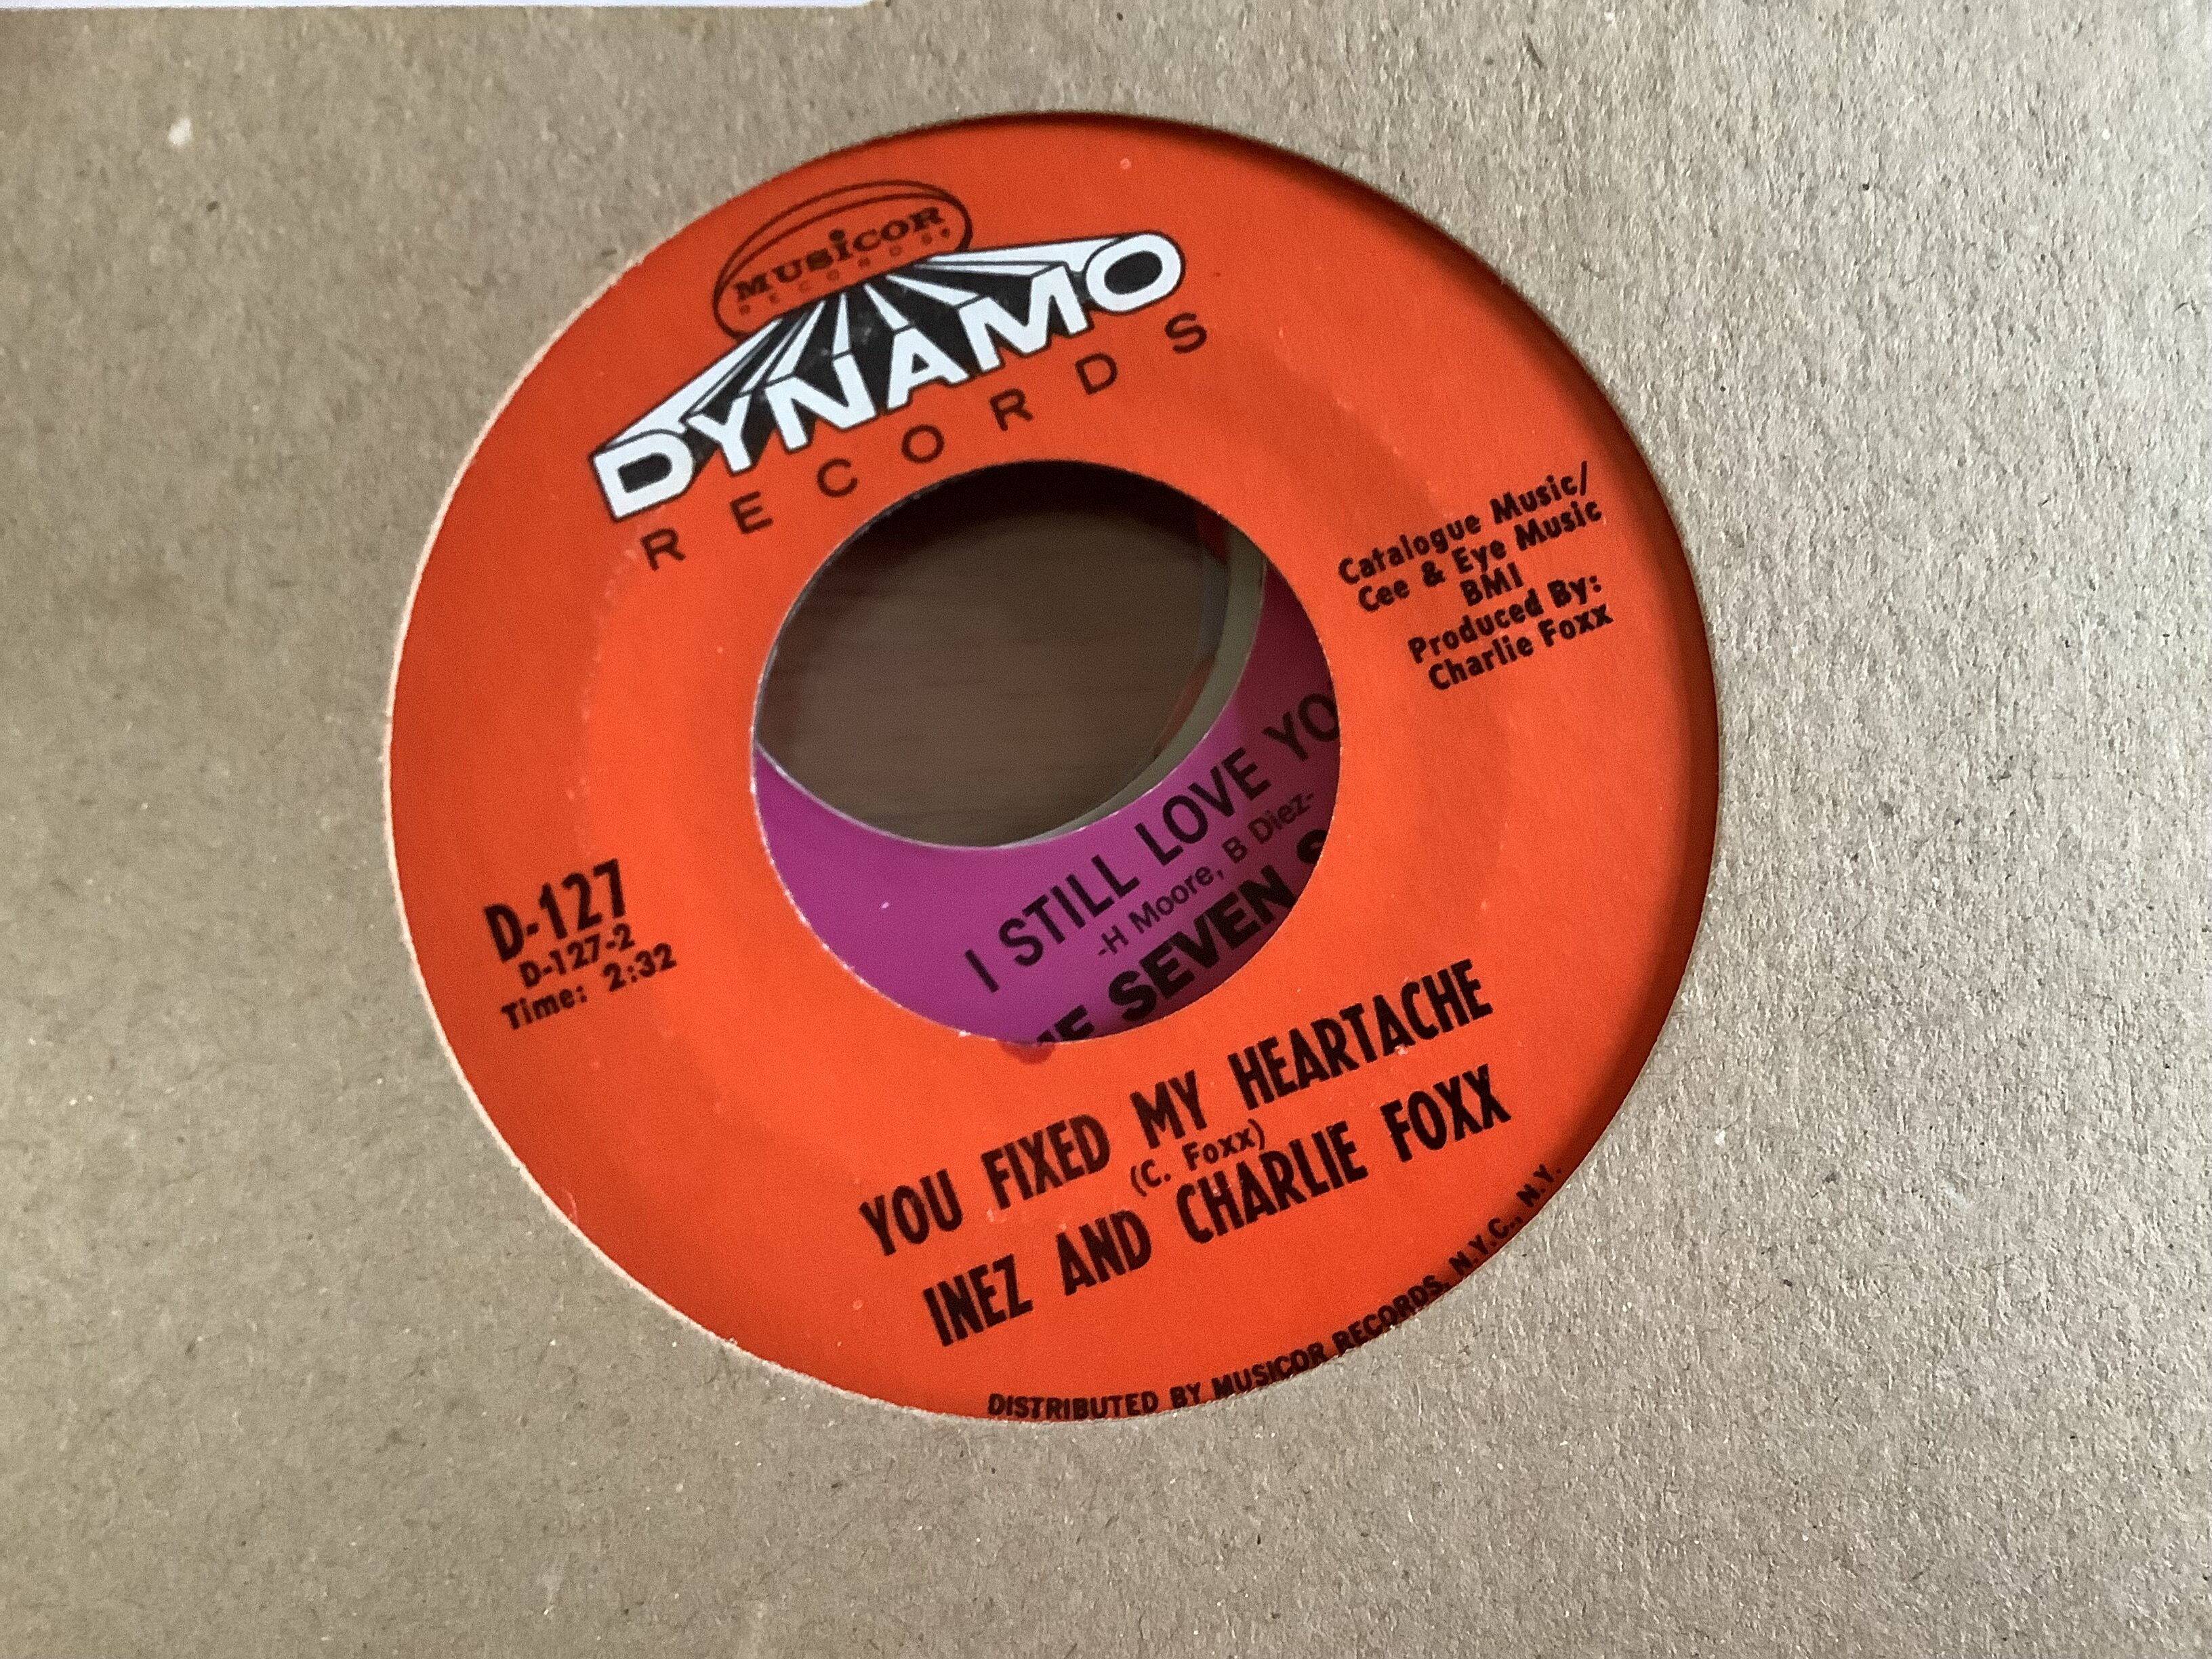 MUSICOR
RECORDS
DYNAMO
RECORDS
Catalogue Music/
Cee & Eye Music
BMI
Produced By:
Charlie Foxx
D-127
D-127-2
Time: 2:32
I STILL LOVE YO
-H Moore, B Diez-
SEVEN
YOU FIXED MY HEARTACHE
(C. Foxx)
INEZ AND CHARLIE FOXX
DISTRIBUTED BY MUSICOR RECORDS, N.Y.C., N.Y.